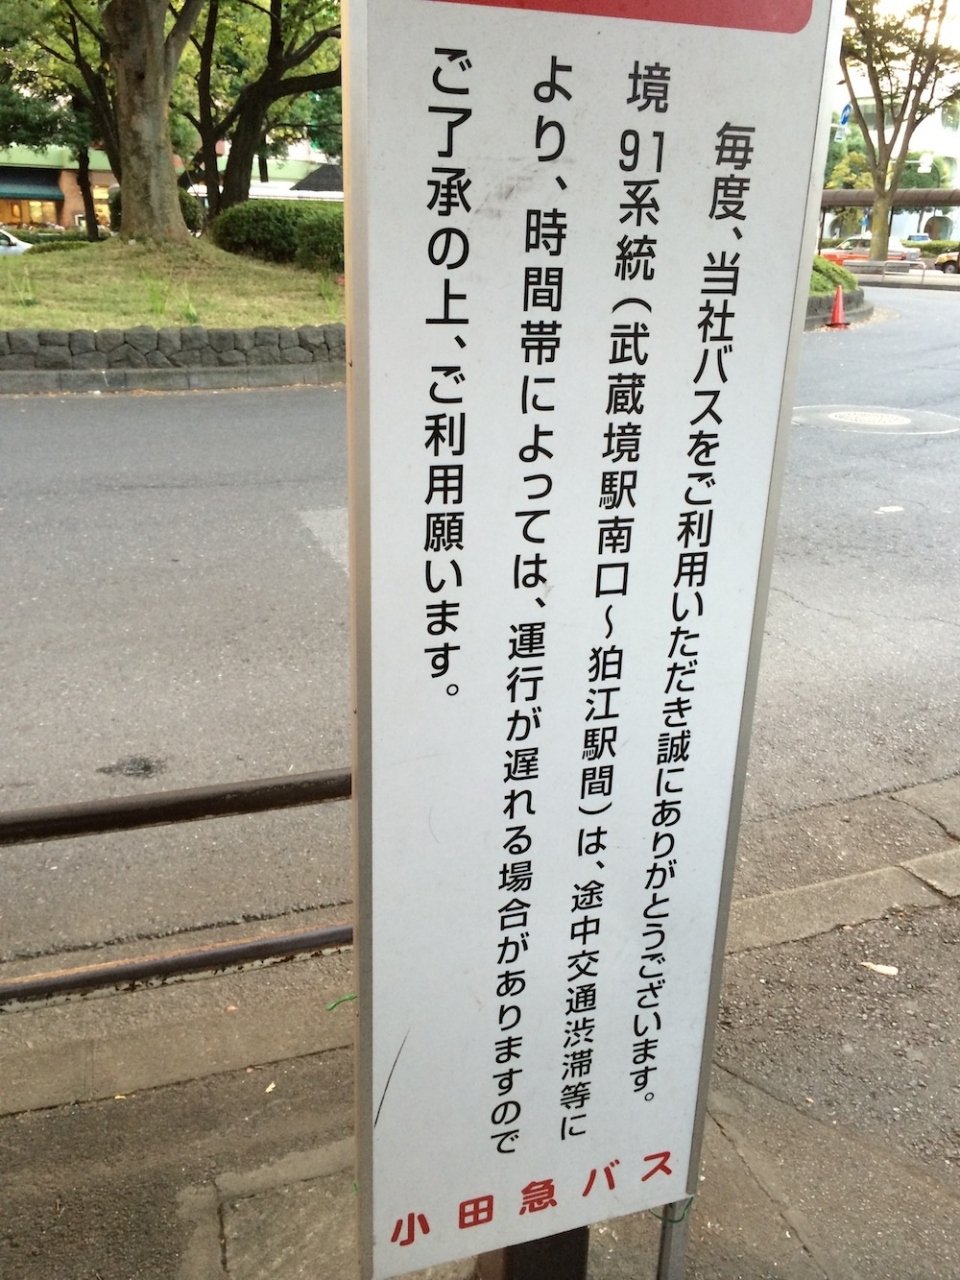 毎度、当社バスをご利用いただき誠にありがとうございます。
境91系統(武蔵境駅南口～狛江駅間)は、途中交通渋滞等に
より、時間帯によっては、運行が遅れる場合がありますので
ご了承の上、ご利用願います。
小田急バス